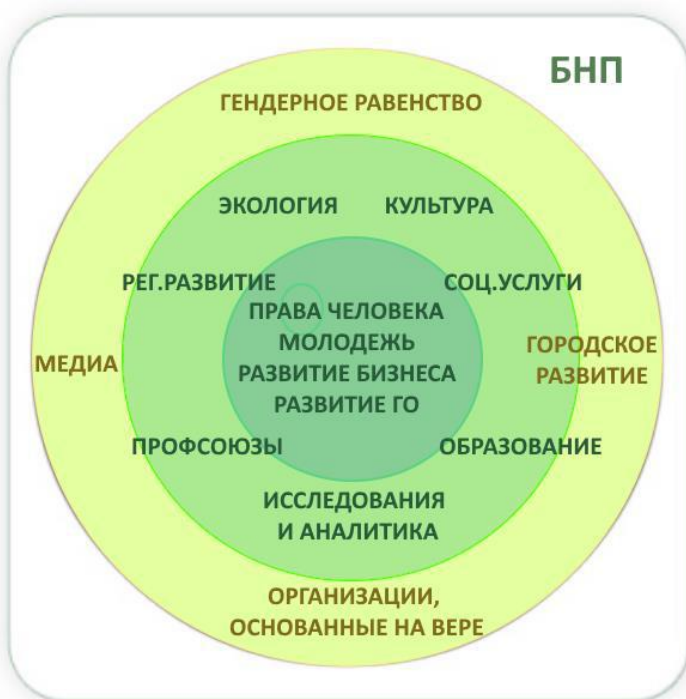 БНП
ГЕНДЕРНОЕ РАВЕНСТВО
ЭКОЛОГИЯ
КУЛЬТУРА
РЕГ.РАЗВИТИЕ
СОЦ.УСЛУГИ
ПРАВА ЧЕЛОВЕКА
МОЛОДЕЖЬ
РАЗВИТИЕ БИЗНЕСА
РАЗВИТИЕ ГО
МЕДИА
ГОРОДСКОЕ
РАЗВИТИЕ
ПРОФСОЮЗЫ
ОБРАЗОВАНИЕ
ИССЛЕДОВАНИЯ
И АНАЛИТИКА
ОРГАНИЗАЦИИ,
ОСНОВАННЫЕ НА ВЕРЕ